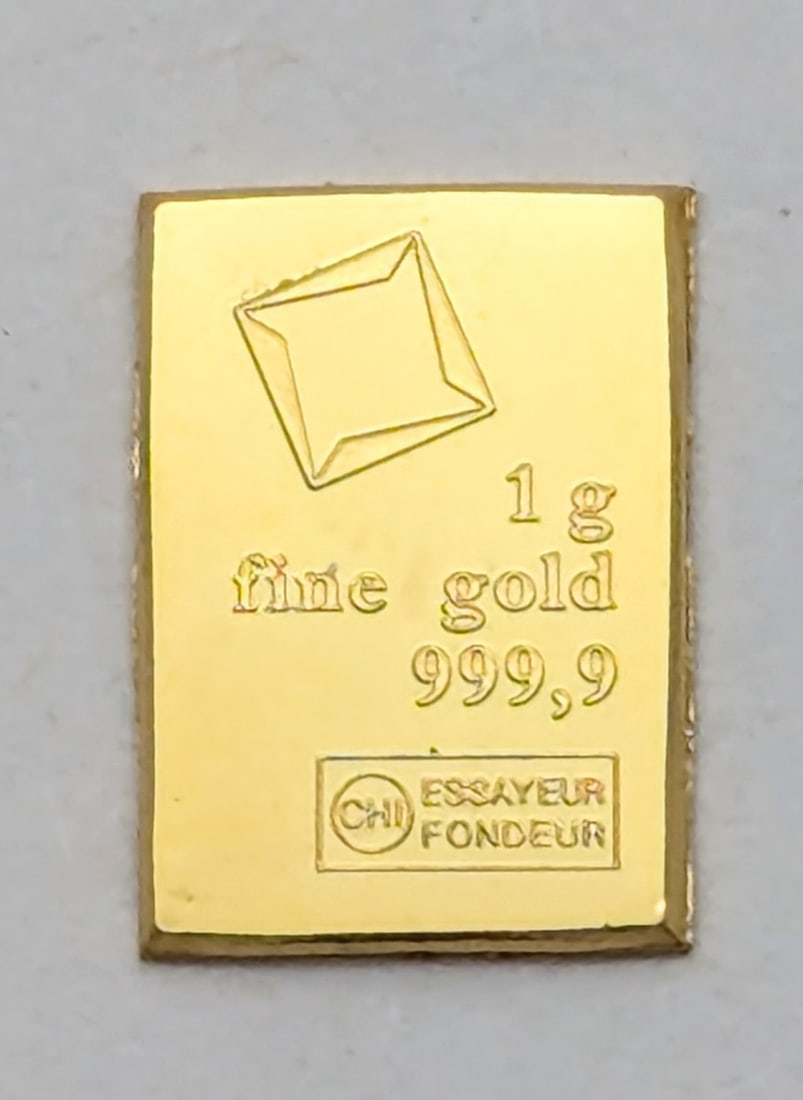 1 g
fine gold
999,9
CHI ESSAYEUR
FONDEUR